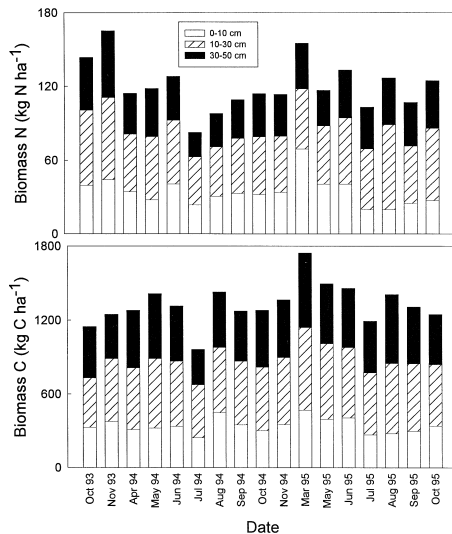 180
120
60
0
Biomass N (kg N ha⁻¹)
0-10 cm
10-30 cm
30-50 cm
1800
1200
600
0
Biomass C (kg C ha⁻¹)
Oct 93
Nov 93
Apr 94
May 94
Jun 94
Jul 94
Aug 94
Sep 94
Oct 94
Nov 94
Mar 95
May 95
Jun 95
Jul 95
Aug 95
Sep 95
Oct 95
Date